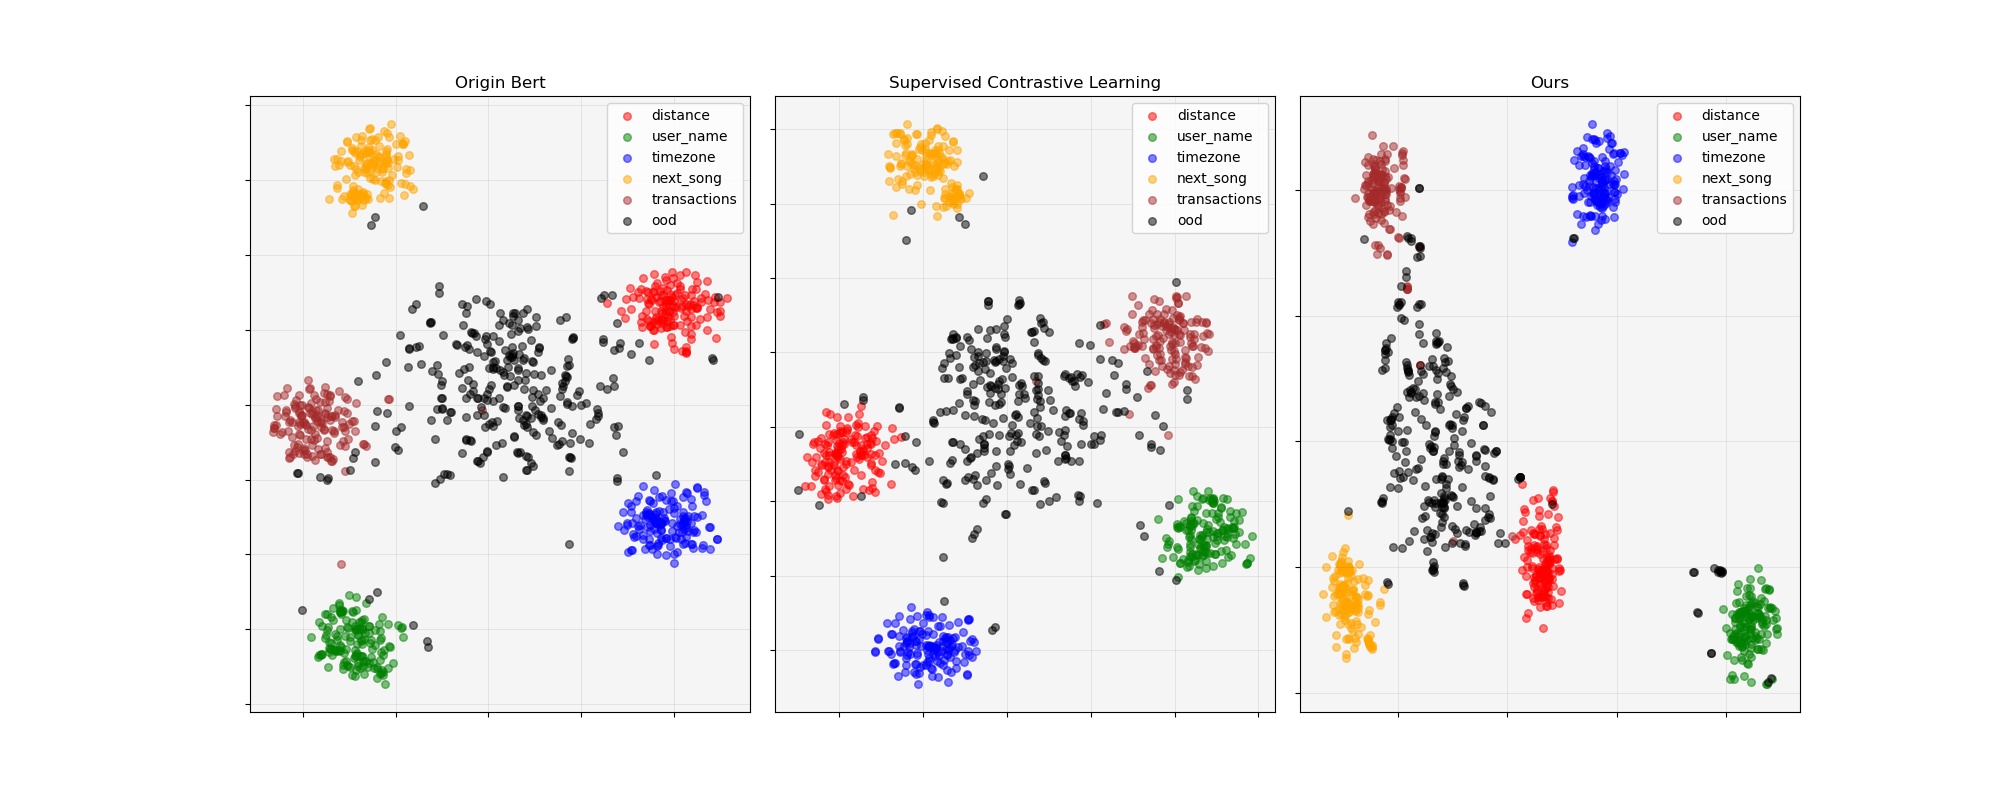 Origin Bert
distance
user_name
timezone
next_song
transactions
ood
Supervised Contrastive Learning
distance
user_name
timezone
next_song
transactions
ood
Ours
distance
user_name
timezone
next_song
transactions
ood